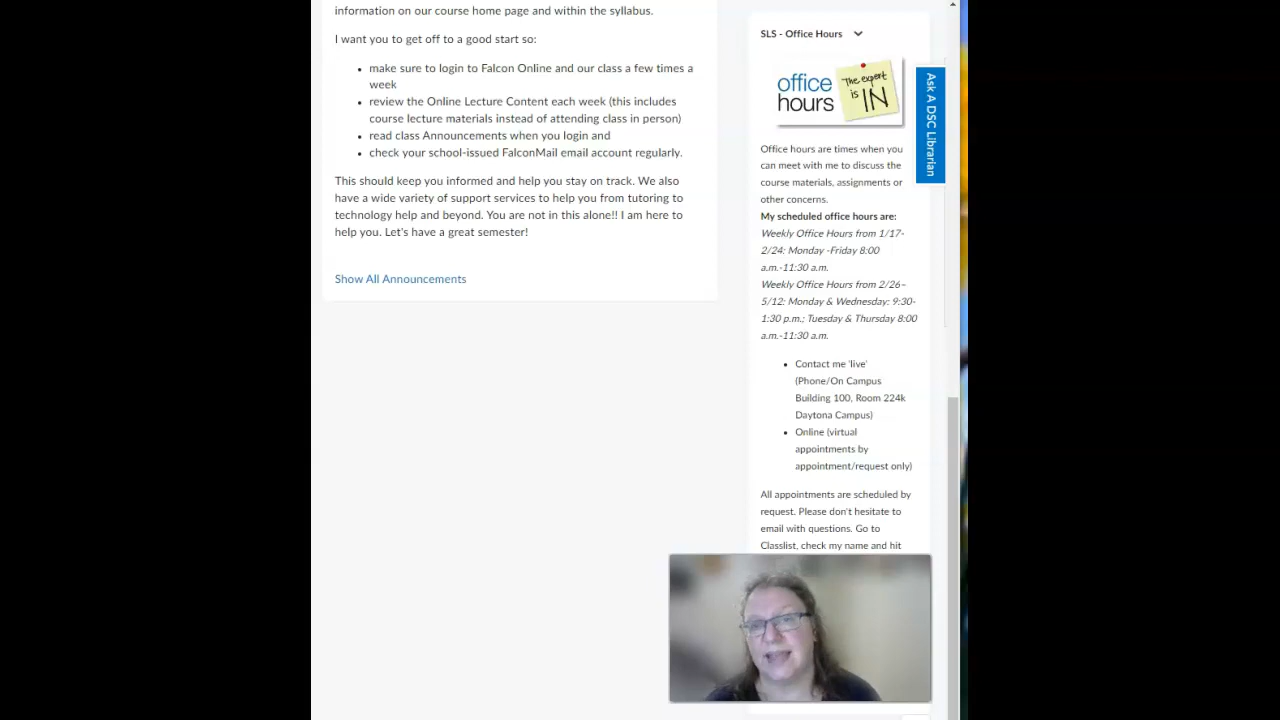 information on our course home page and within the syllabus.
I want you to get off to a good start so:
• make sure to login to Falcon Online and our class a few times a
week
• review the Online Lecture Content each week (this includes
course lecture materials instead of attending class in person)
• read class Announcements when you login and
• check your school-issued FalconMail email account regularly.
This should keep you informed and help you stay on track. We also
have a wide variety of support services to help you from tutoring to
technology help and beyond. You are not in this alone!! I am here to
help you. Let's have a great semester!
Show All Announcements
SLS - Office Hours
office
hours
The expert
is IN
Office hours are times when you
can meet with me to discuss the
course materials, assignments or
other concerns.
My scheduled office hours are:
Weekly Office Hours from 1/17-
2/24: Monday -Friday 8:00
a.m.-11:30 a.m.
Weekly Office Hours from 2/26–
5/12: Monday & Wednesday: 9:30-
1:30 p.m.; Tuesday & Thursday 8:00
a.m.-11:30 a.m.
• Contact me 'live'
(Phone/On Campus
Building 100, Room 224k
Daytona Campus)
• Online (virtual
appointments by
appointment/request only)
All appointments are scheduled by
request. Please don't hesitate to
email with questions. Go to
Classlist, check my name and hit
Ask A DSC Librarian